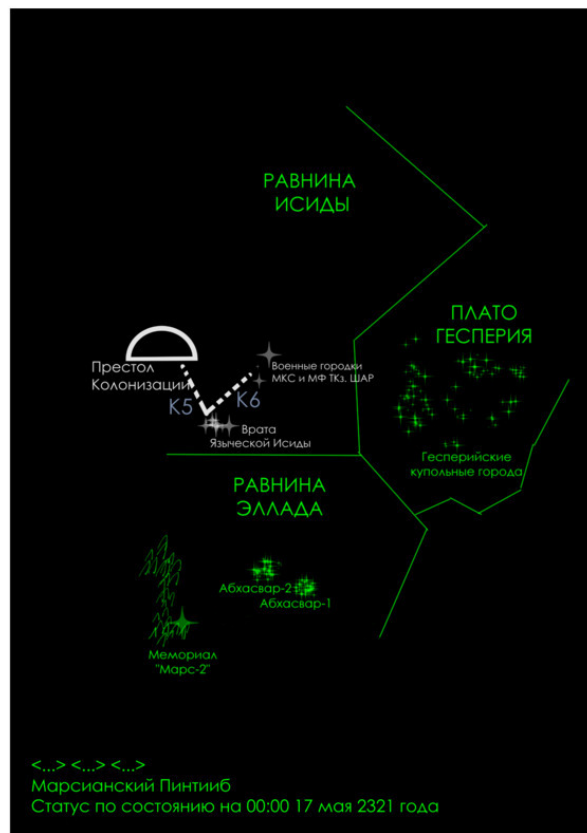 РАВНИНА
ИСИДЫ
ПЛАТО
ГЕСПЕРИЯ
Престол
Колонизации
Военные городки
МКС и МФ ТКз. ШАР
К5
К6
Врата
Языческой Исиды
Гесперийские
купольные города
РАВНИНА
ЭЛЛАДА
Абхасвар-2
Абхасвар-1
Мемориал
"Марс-2"
<...> <...> <...>
Марсианский Пинтииб
Статус по состоянию на 00:00 17 мая 2321 года